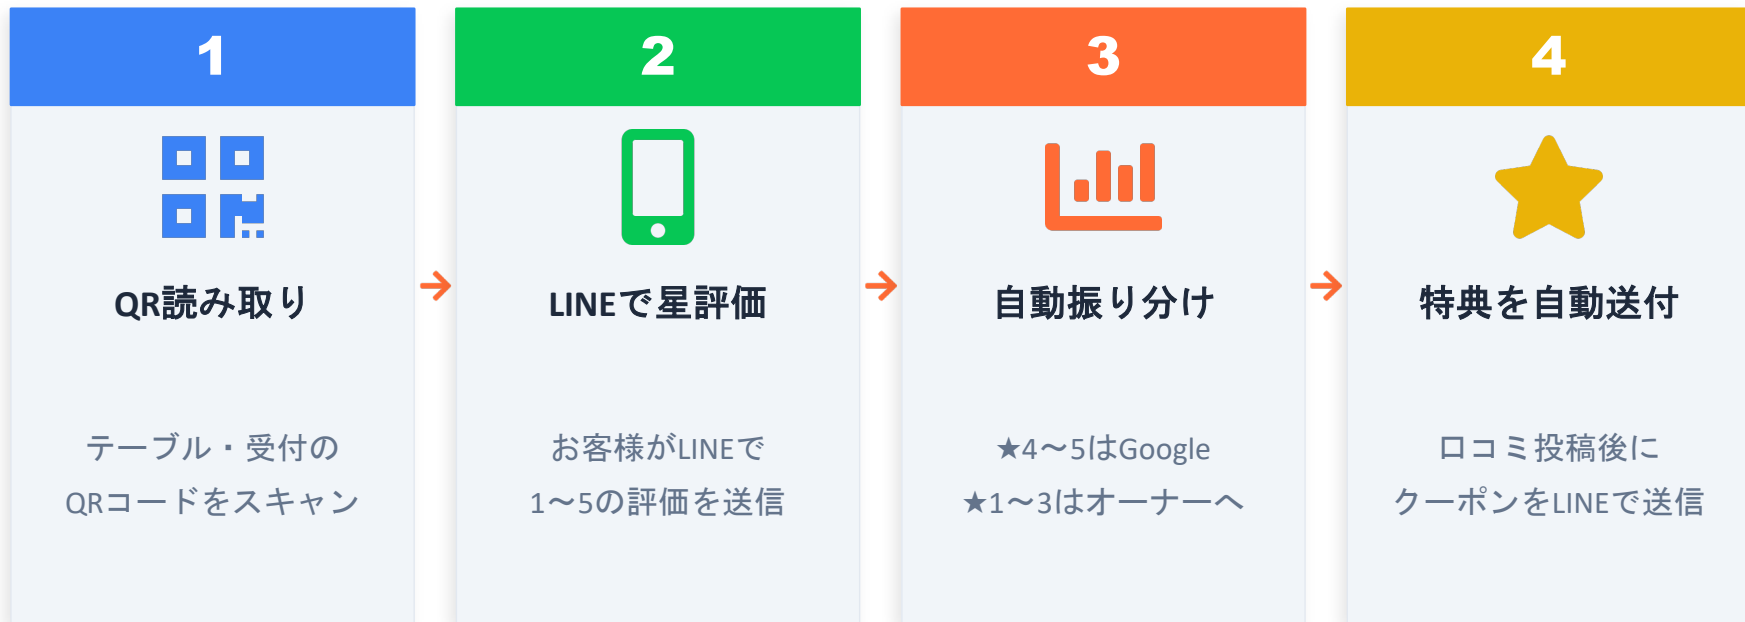 1
QR読み取り
テーブル・受付の
QRコードをスキャン
2
LINEで星評価
お客様がLINEで
1〜5の評価を送信
3
自動振り分け
★4〜5はGoogle
★1〜3はオーナーへ
4
特典を自動送付
口コミ投稿後に
クーポンをLINEで送信